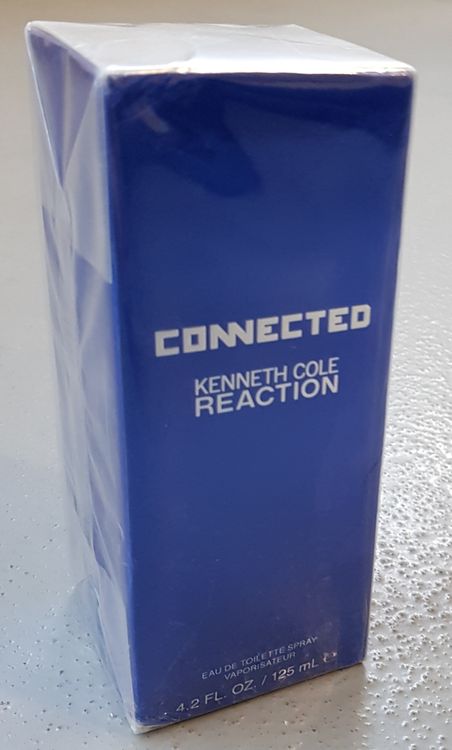 CONNECTED
KENNETH COLE
REACTION
EAU DE TOILETTE SPRAY
VAPORISATEUR
4.2 FL. OZ. / 125 mL ℮